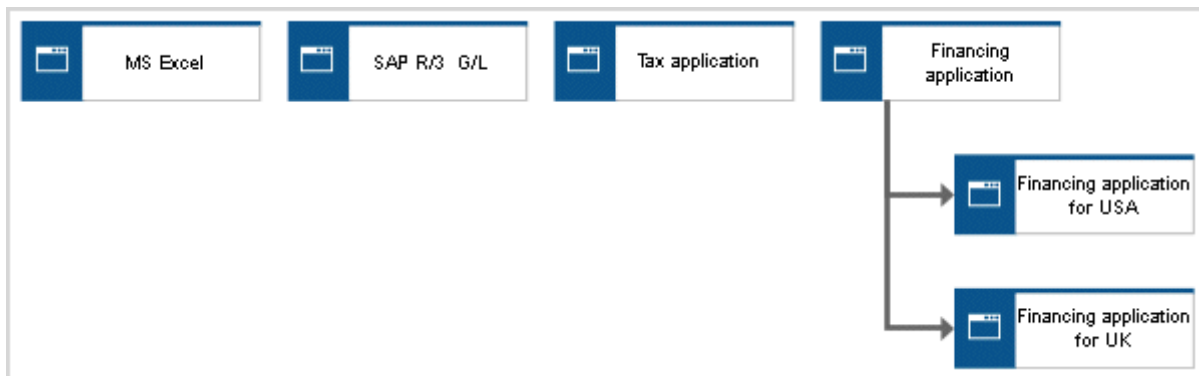 MS Excel
SAP R/3 G/L
Tax application
Financing
application
Financing application
for USA
Financing application
for UK